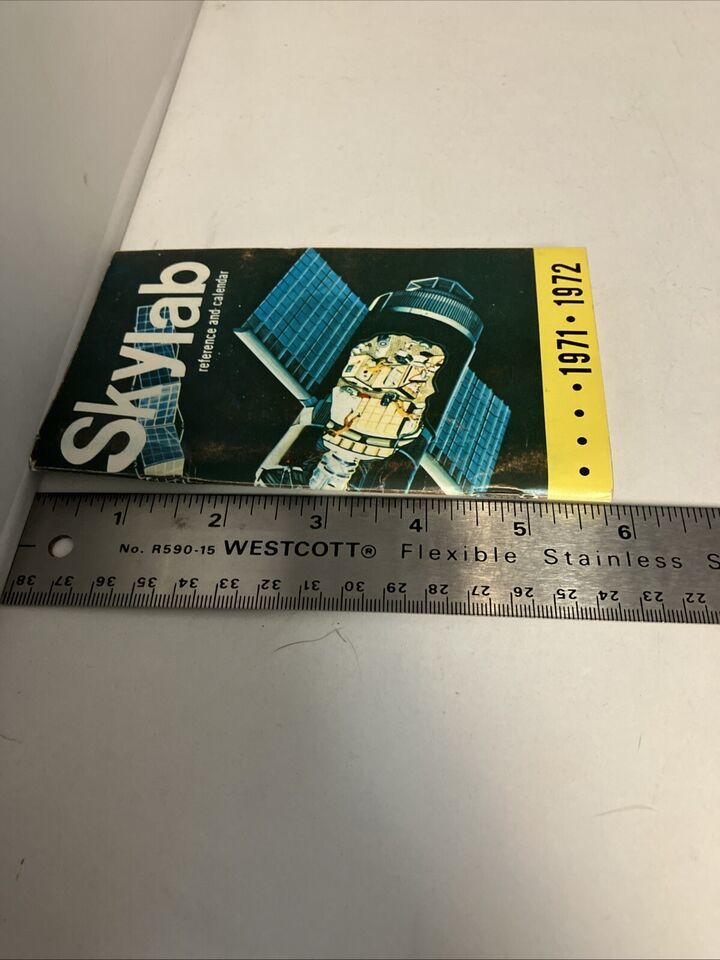 Skylab
reference and calendar
• • • • 1971 • 1972
1 2 3 4 5 6
No. R590-15 WESTCOTT® Flexible Stainless S
38 37 36 35 34 33 32 31 30 29 28 27 26 25 24 23 22